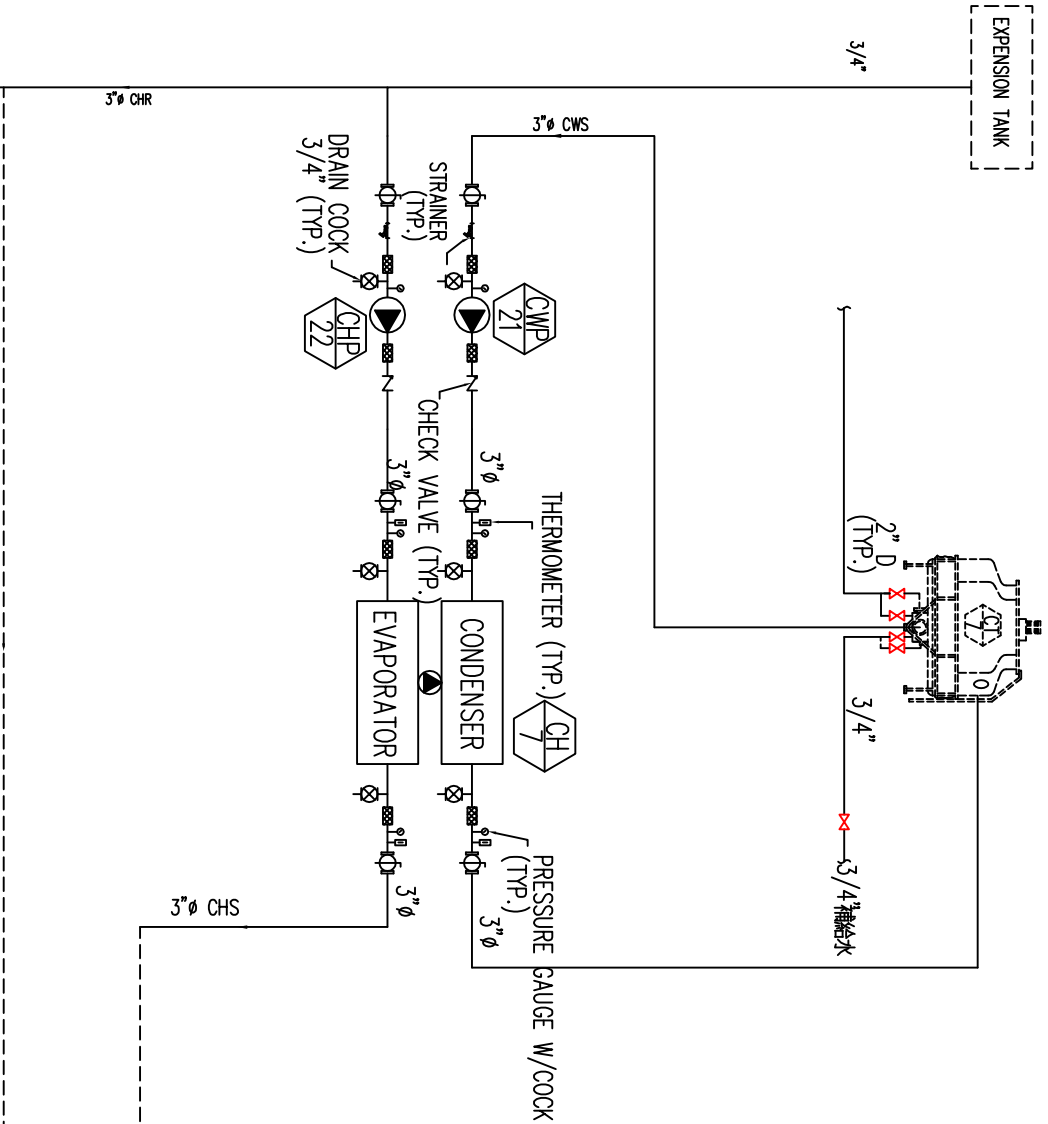 EXPENSION TANK
3/4"
3"ø CHR
3"ø CWS
DRAIN COCK
3/4" (TYP.)
STRAINER
(TYP.)
CHP
22
CWP
21
CHECK VALVE (TYP.)
3"ø
3"ø
THERMOMETER (TYP.)
2" D
(TYP.)
CT
7
3/4"
3/4"補給水
CONDENSER
EVAPORATOR
CH
7
PRESSURE GAUGE W/COCK
(TYP.)
3"ø
3"ø
3"ø CHS